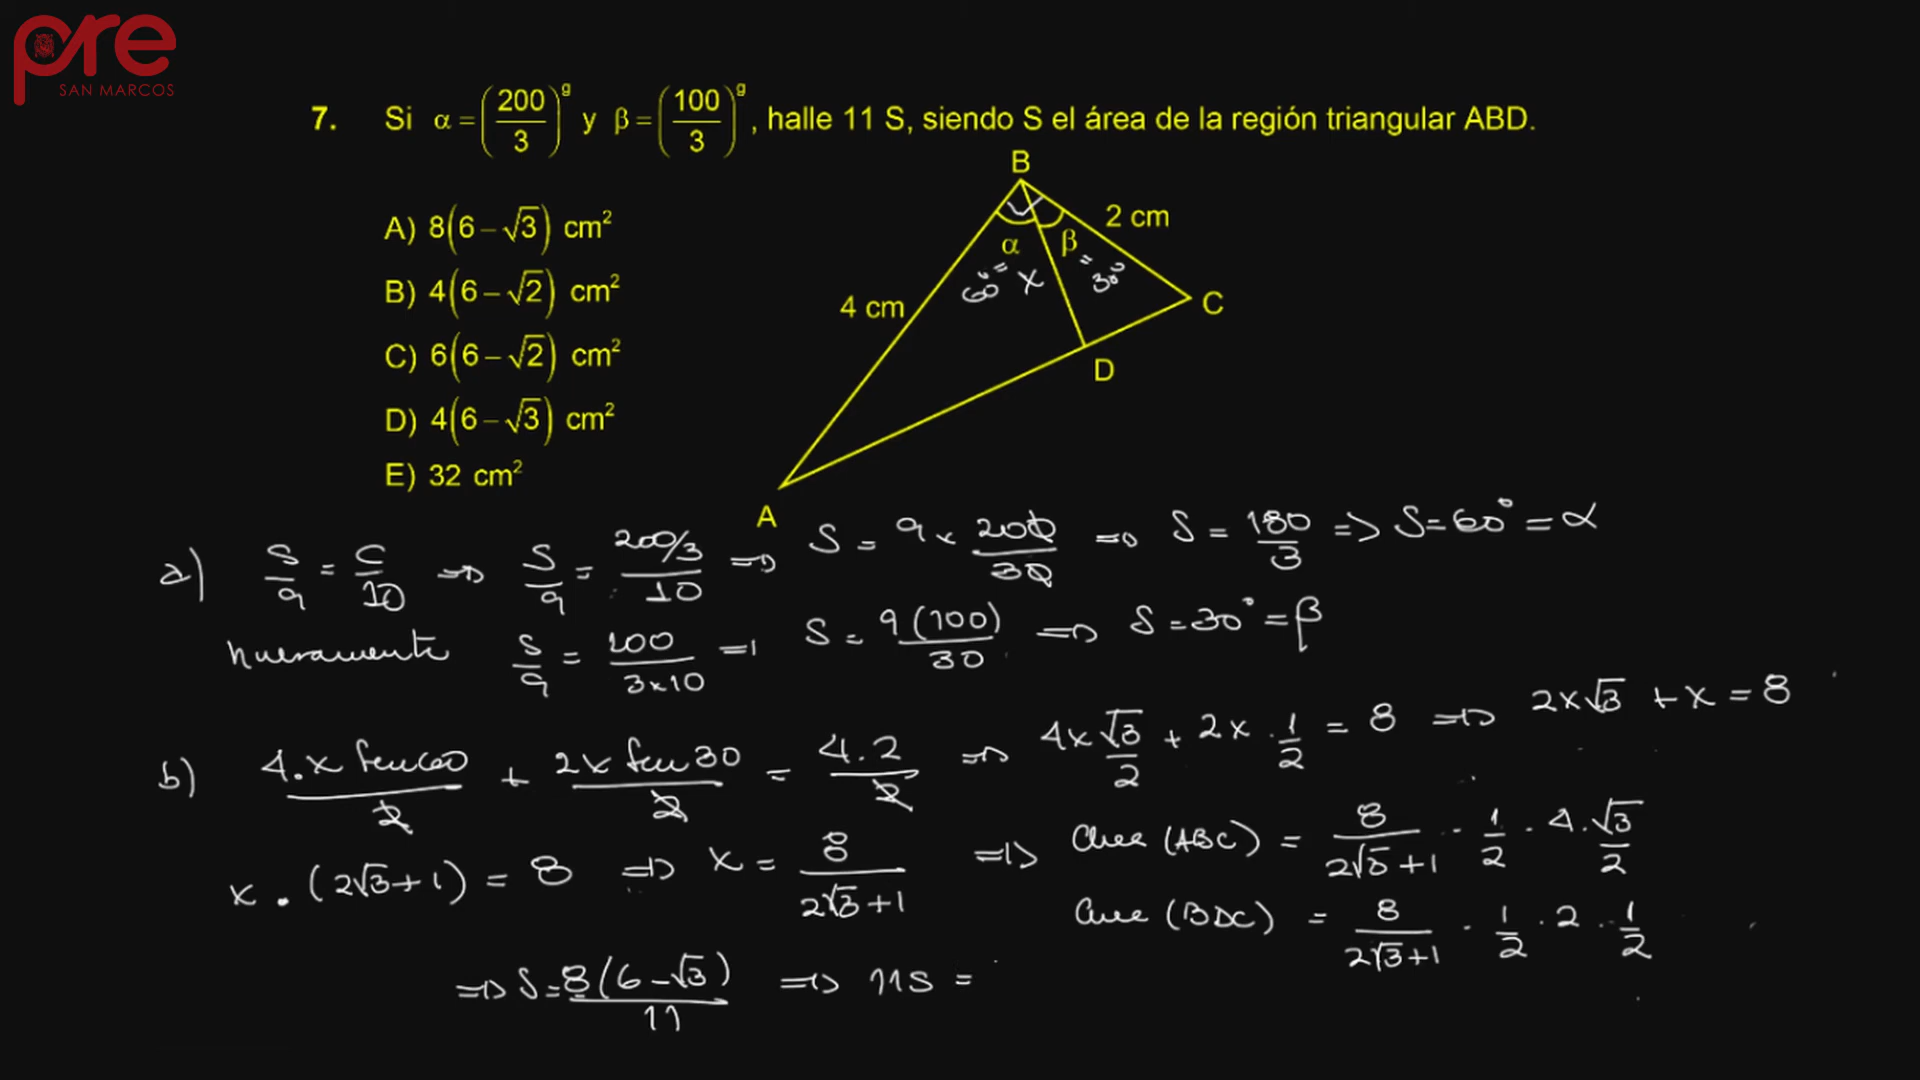 pre
SAN MARCOS
7. Si α = (200/3)^g y β = (100/3)^g , halle 11 S, siendo S el área de la región triangular ABD.
A) 8(6 – √3) cm²
B) 4(6 – √2) cm²
C) 6(6 – √2) cm²
D) 4(6 – √3) cm²
E) 32 cm²
B
2 cm
α
β
60° = x
= 30°
4 cm
C
D
A
a) S/9 = C/10 ⇒ S/9 = (200/3)/10 ⇒ S = 9 × 200/30 ⇒ S = 180/3 ⇒ S = 60° = α
nuevamente S/9 = 100/(3×10) ⇒ S = 9(100)/30 ⇒ S = 30° = β
b) 4.x sen60/2 + 2x sen30/2 = 4.2/2 ⇒ 4x √3/2 + 2x . 1/2 = 8 ⇒ 2x√3 + x = 8
x . (2√3+1) = 8 ⇒ x = 8/(2√3+1) ⇒ Area (ABC) = 8/(2√3+1) . 1/2 . 4 . √3/2
Area (BDC) = 8/(2√3+1) . 1/2 . 2 . 1/2
⇒ S = 8(6 – √3)/11 ⇒ 11S =